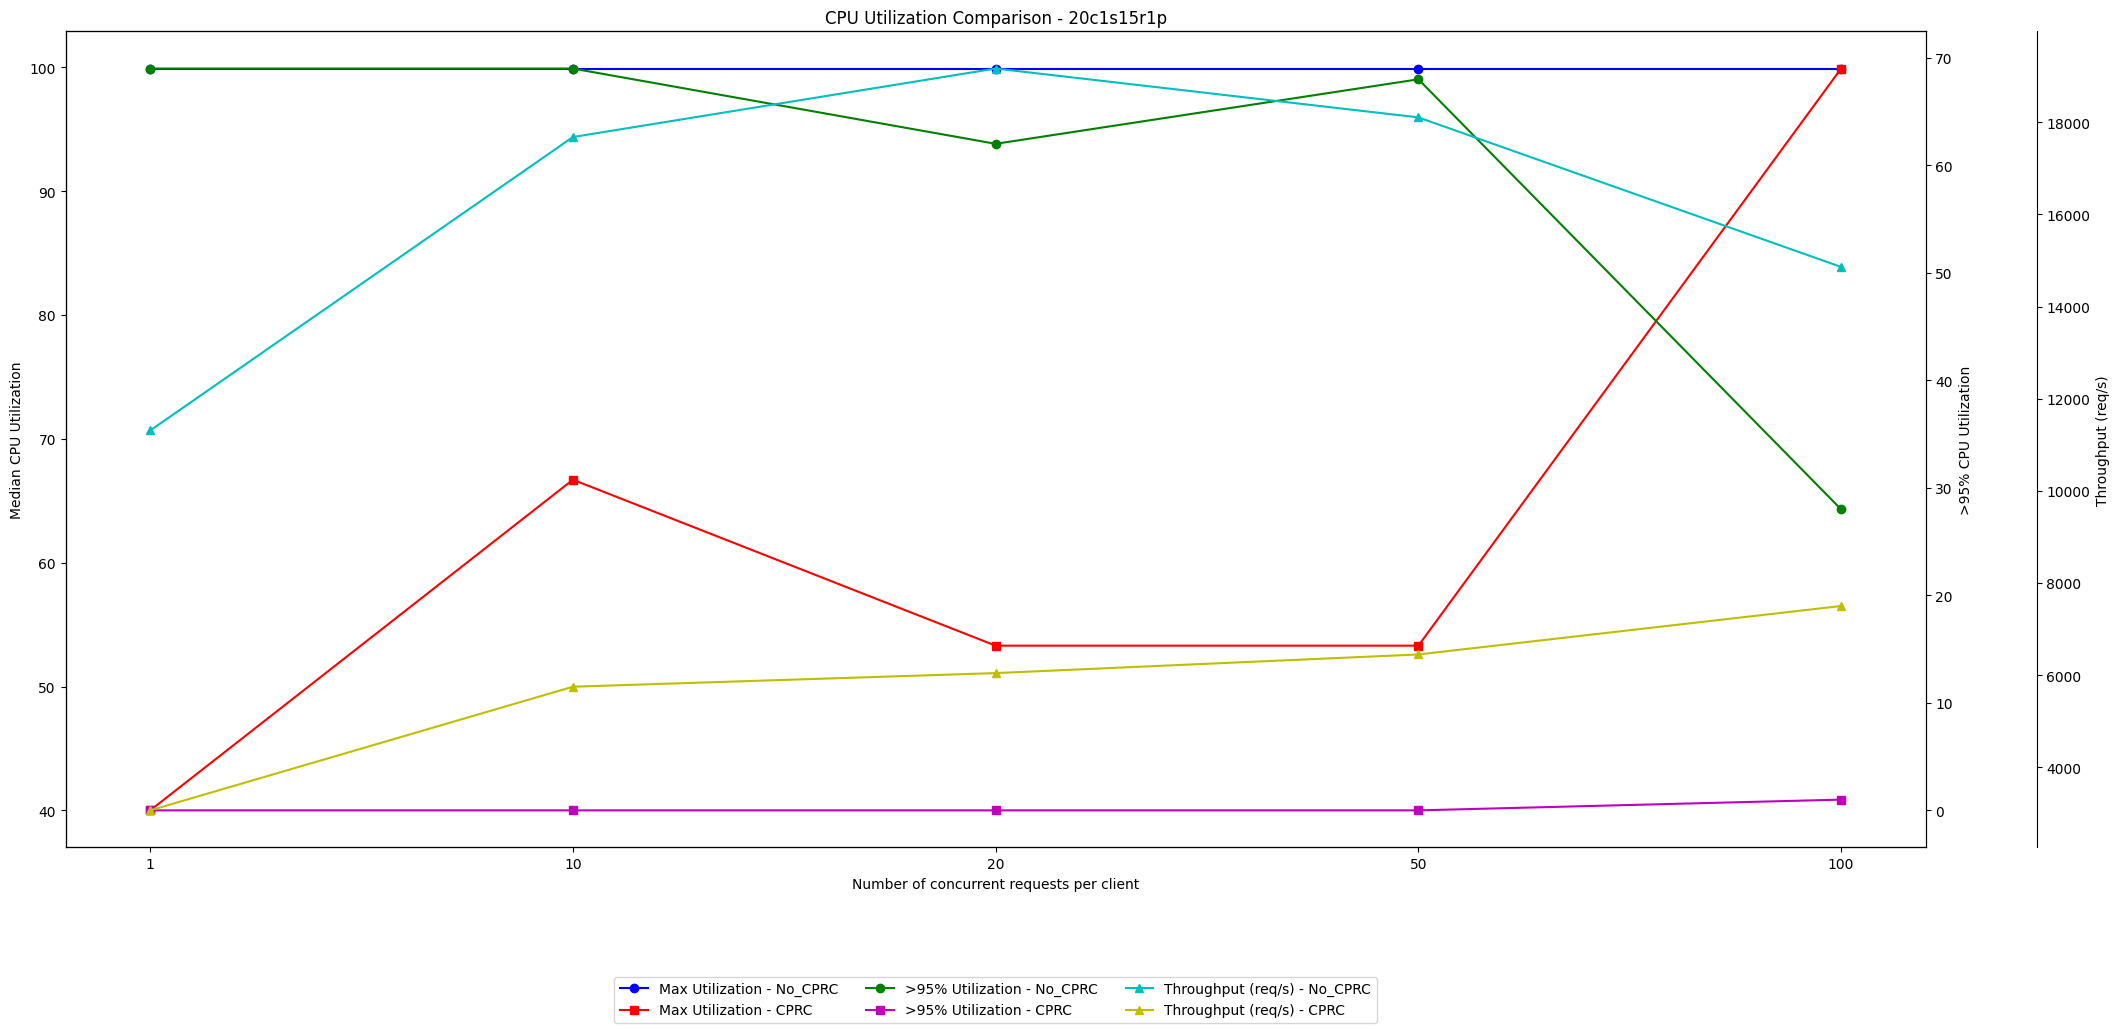 CPU Utilization Comparison - 20c1s15r1p
100
90
80
70
60
50
40
Median CPU Utilization
70
60
50
40
30
20
10
0
>95% CPU Utilization
18000
16000
14000
12000
10000
8000
6000
4000
Throughput (req/s)
1 10 20 50 100
Number of concurrent requests per client
Max Utilization - No_CPRC
Max Utilization - CPRC
>95% Utilization - No_CPRC
>95% Utilization - CPRC
Throughput (req/s) - No_CPRC
Throughput (req/s) - CPRC